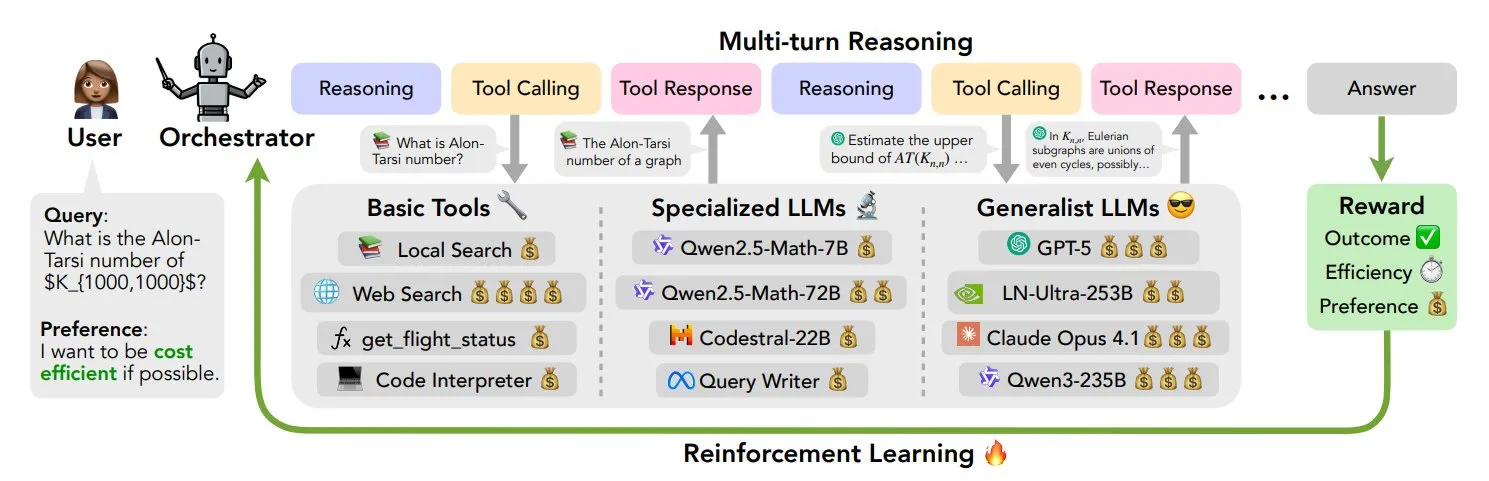 Multi-turn Reasoning
User
Orchestrator
Reasoning
Tool Calling
Tool Response
Reasoning
Tool Calling
Tool Response
...
Answer
What is Alon-
Tarsi number?
The Alon-Tarsi
number of a graph
Estimate the upper
bound of AT(K_{n,n}) …
In K_{n,n}, Eulerian
subgraphs are unions of
even cycles, possibly…
Query:
What is the Alon-
Tarsi number of
$K_{1000,1000}$?
Preference:
I want to be cost
efficient if possible.
Basic Tools
Local Search
Web Search
get_flight_status
Code Interpreter
Specialized LLMs
Qwen2.5-Math-7B
Qwen2.5-Math-72B
Codestral-22B
Query Writer
Generalist LLMs
GPT-5
LN-Ultra-253B
Claude Opus 4.1
Qwen3-235B
Reward
Outcome
Efficiency
Preference
Reinforcement Learning